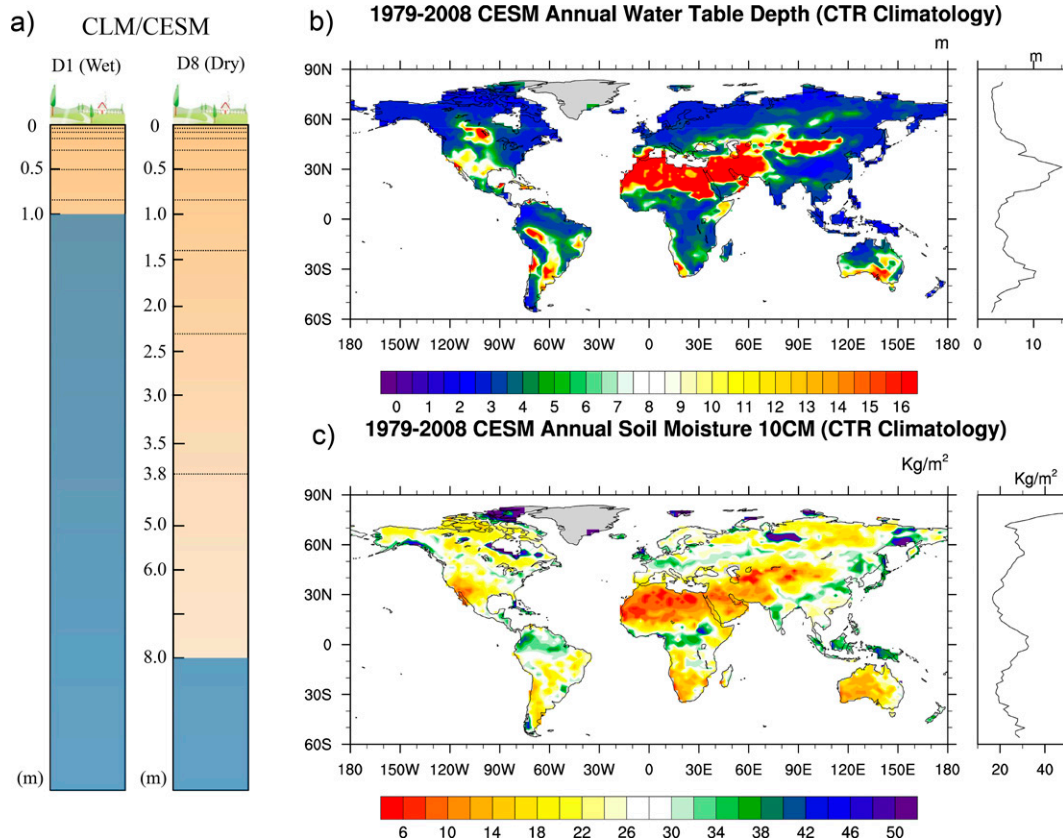 a)
CLM/CESM
D1 (Wet) D8 (Dry)
0 0
0.5 0.5
1.0 1.0
1.5
2.0
2.5
3.0
3.5
3.8
5.0
6.0
8.0
(m) (m)
b) 1979-2008 CESM Annual Water Table Depth (CTR Climatology)
m m
90N
60N
30N
0
30S
60S
180 150W 120W 90W 60W 30W 0 30E 60E 90E 120E 150E 180 0 10
0 1 2 3 4 5 6 7 8 9 10 11 12 13 14 15 16
c) 1979-2008 CESM Annual Soil Moisture 10CM (CTR Climatology)
Kg/m² Kg/m²
90N
60N
30N
0
30S
60S
180 150W 120W 90W 60W 30W 0 30E 60E 90E 120E 150E 180 20 40
6 10 14 18 22 26 30 34 38 42 46 50